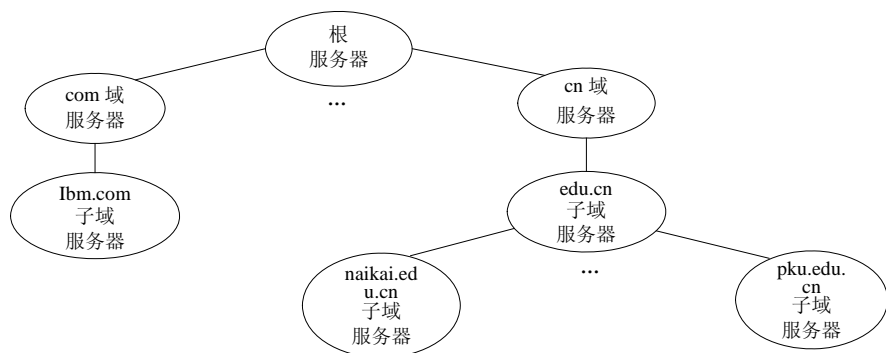 根
服务器
com 域
服务器
...
cn 域
服务器
Ibm.com
子域
服务器
edu.cn
子域
服务器
naikai.ed
u.cn
子域
服务器
...
pku.edu.
cn
子域
服务器